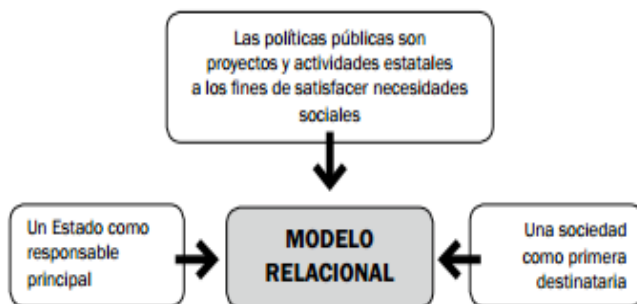 Las políticas públicas son
proyectos y actividades estatales
a los fines de satisfacer necesidades
sociales
Un Estado como
responsable
principal
MODELO
RELACIONAL
Una sociedad
como primera
destinataria